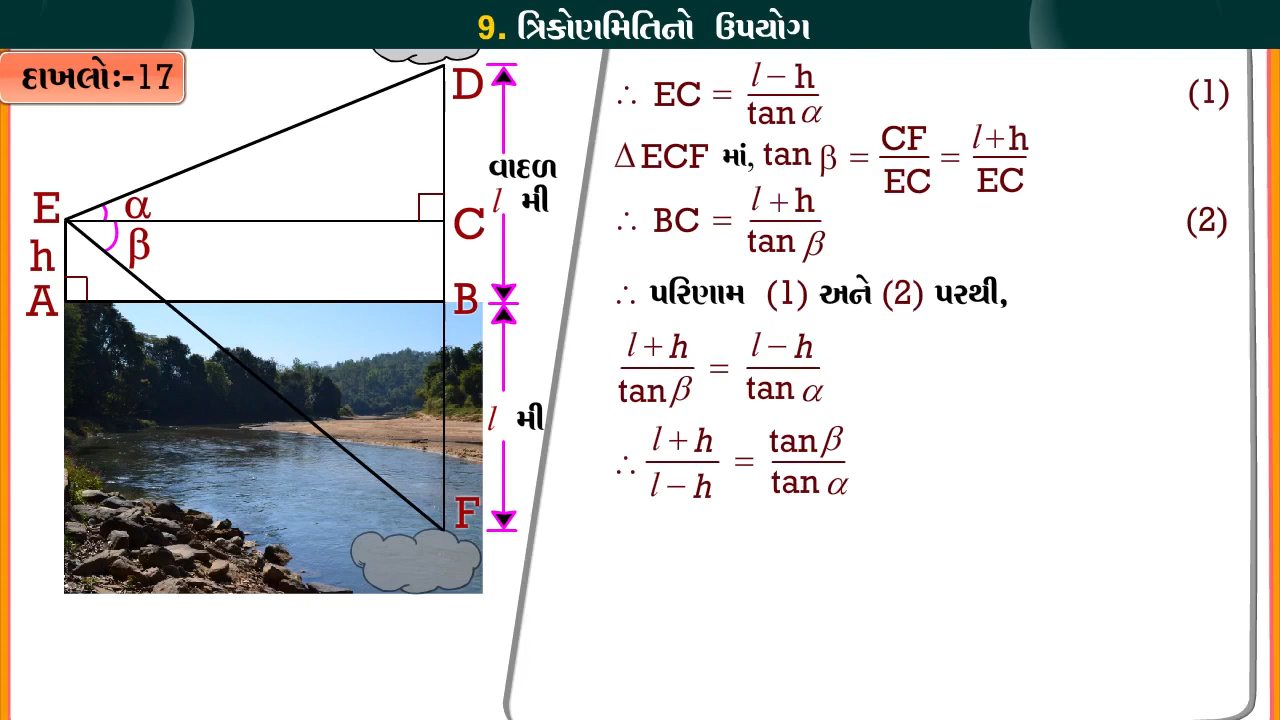 9. ત્રિકોણમિતિનો ઉપયોગ
દાખલોઃ-17
D
E α
વાદળ
l મી
C
β
h
A
B
l મી
F
∴ EC = (l − h)/(tan α) (1)
Δ ECF માં, tan β = CF/EC = (l + h)/EC
∴ BC = (l + h)/(tan β) (2)
∴ પરિણામ (1) અને (2) પરથી,
(l + h)/(tan β) = (l − h)/(tan α)
∴ (l + h)/(l − h) = (tan β)/(tan α)